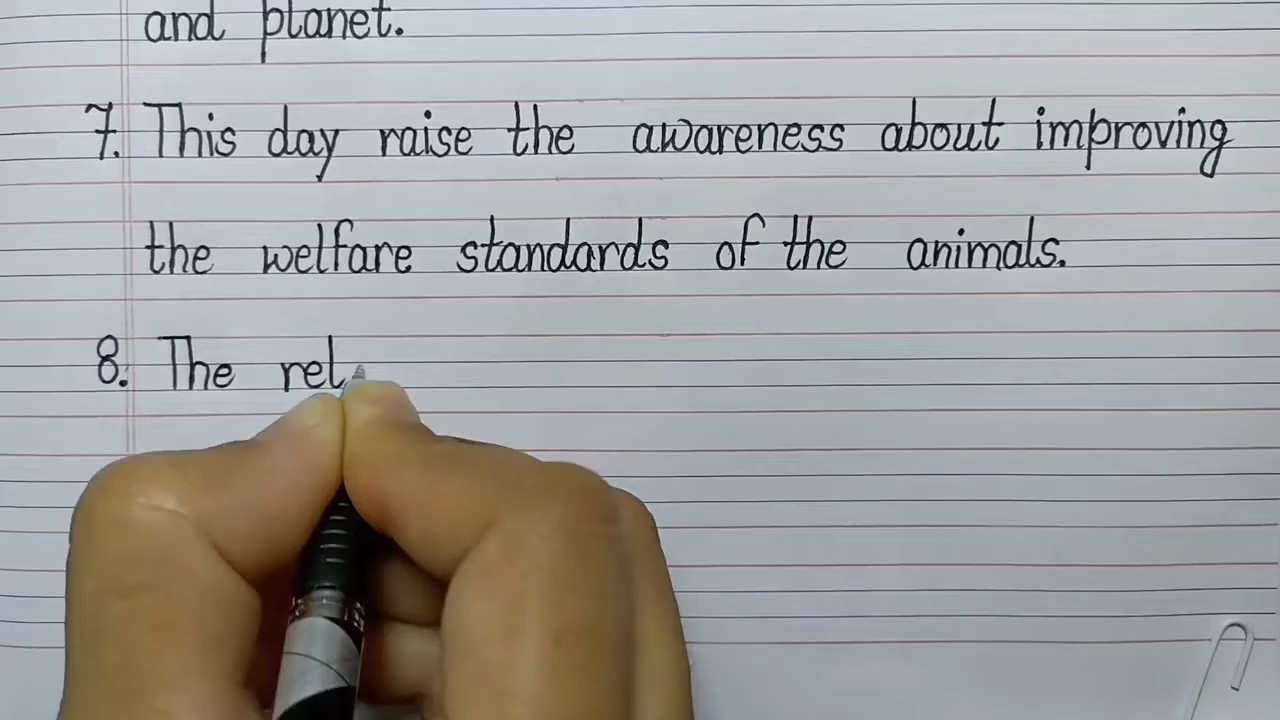 and planet.
7. This day raise the awareness about improving
the welfare standards of the animals.
8. The rel